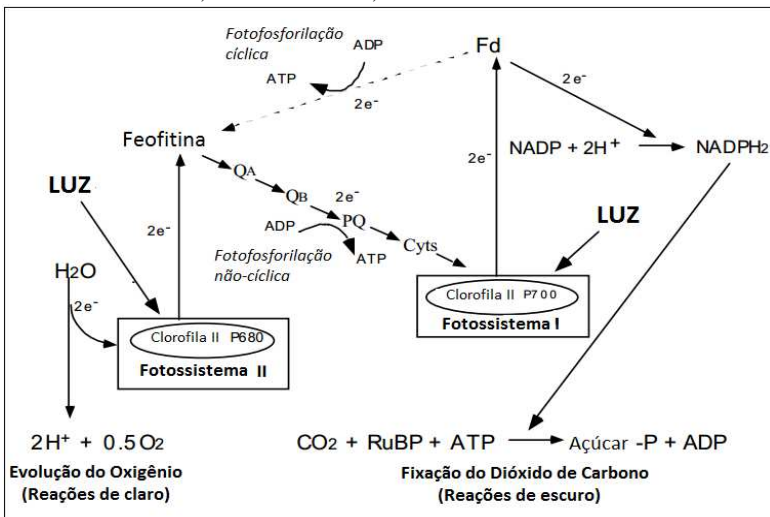 Fotofosforilação
cíclica
ADP
ATP
2e-
Fd
2e-
Feofitina
QA
QB
2e-
PQ
Cyts
2e-
NADP + 2H+
NADPH2
LUZ
LUZ
2e-
ADP
ATP
Fotofosforilação
não-cíclica
H2O
2e-
Clorofila II P680
Fotossistema II
Clorofila II P700
Fotossistema I
2H+ + 0.5O2
Evolução do Oxigênio
(Reações de claro)
CO2 + RuBP + ATP
Açúcar -P + ADP
Fixação do Dióxido de Carbono
(Reações de escuro)